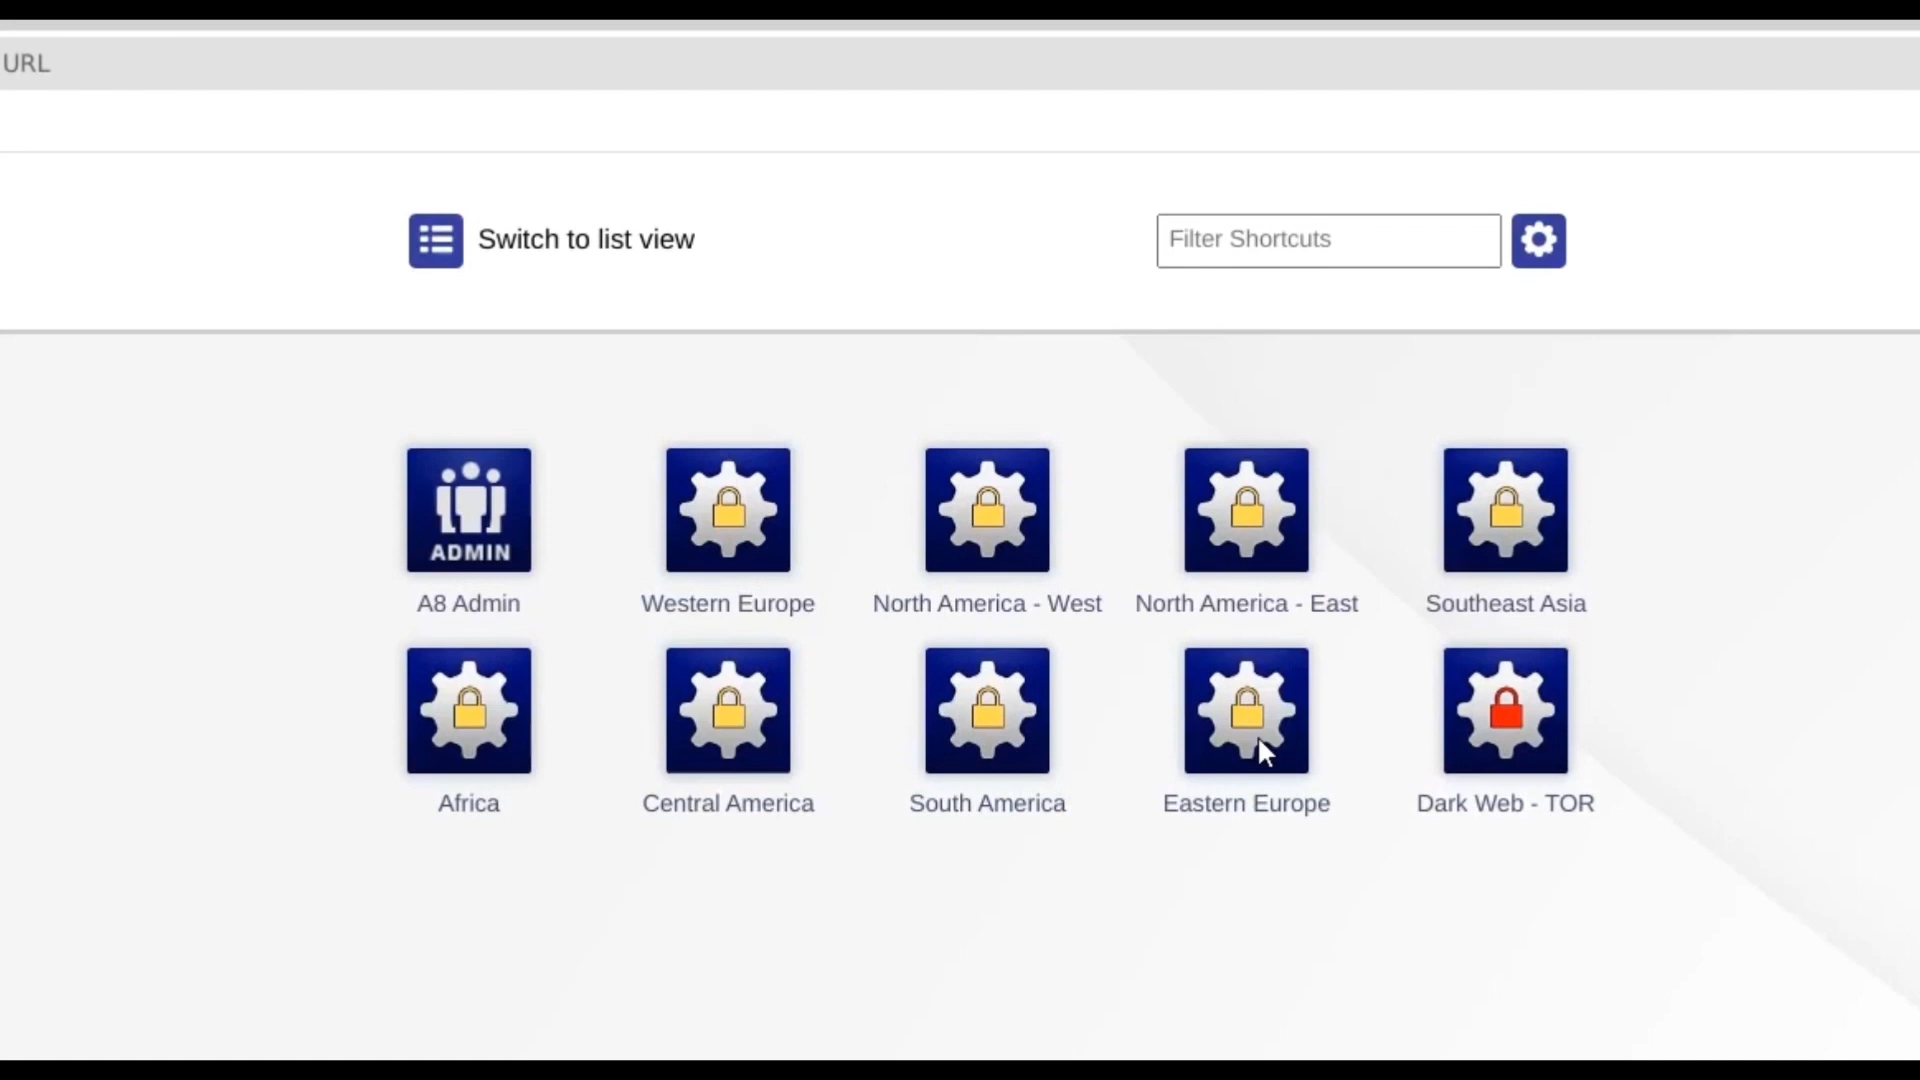 URL
Switch to list view
Filter Shortcuts
ADMIN
A8 Admin
Western Europe
North America - West
North America - East
Southeast Asia
Africa
Central America
South America
Eastern Europe
Dark Web - TOR